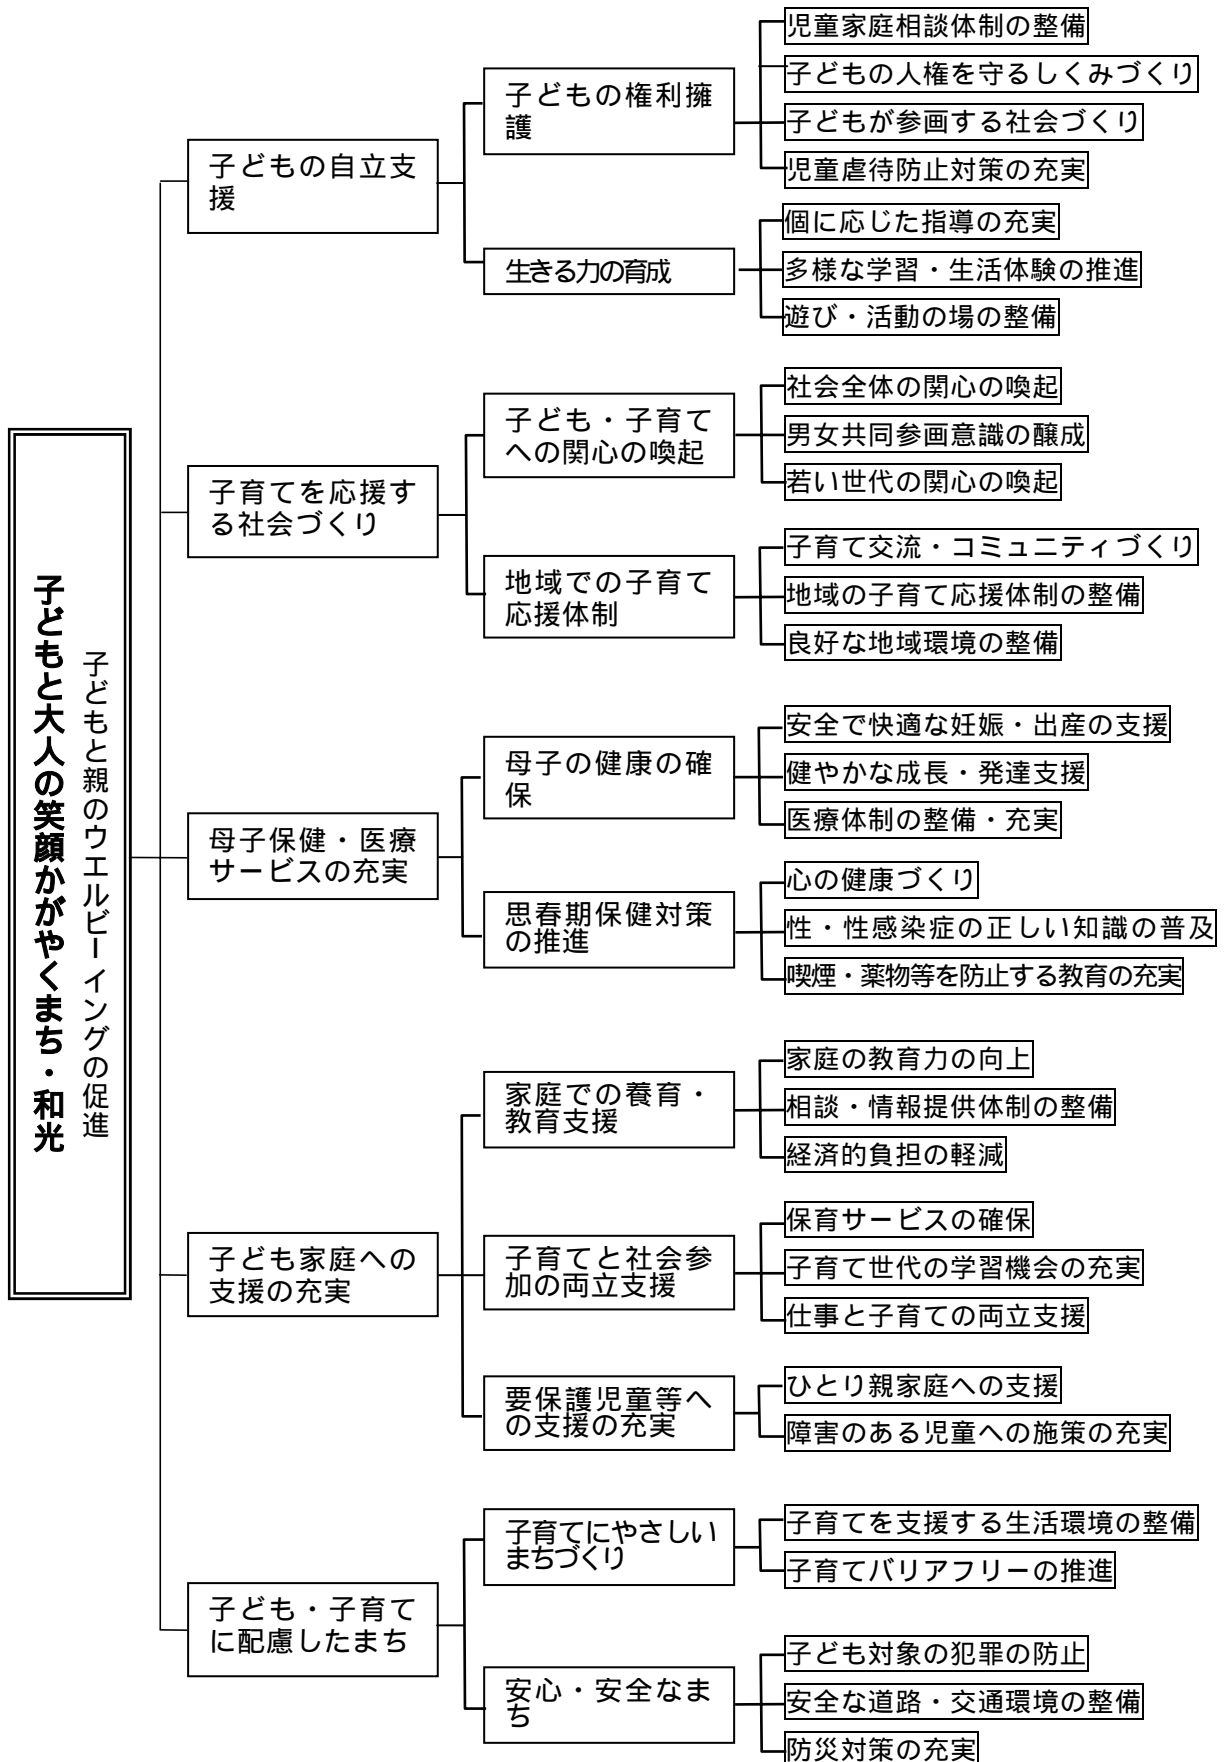 子どもと大人の笑顔かがやくまち・和光
子どもと親のウエルビーイングの促進
子どもの自立支
援
子どもの権利擁
護
児童家庭相談体制の整備
子どもの人権を守るしくみづくり
子どもが参画する社会づくり
児童虐待防止対策の充実
生きる力の育成
個に応じた指導の充実
多様な学習・生活体験の推進
遊び・活動の場の整備
子育てを応援す
る社会づくり
子ども・子育て
への関心の喚起
社会全体の関心の喚起
男女共同参画意識の醸成
若い世代の関心の喚起
地域での子育て
応援体制
子育て交流・コミュニティづくり
地域の子育て応援体制の整備
良好な地域環境の整備
母子保健・医療
サービスの充実
母子の健康の確
保
安全で快適な妊娠・出産の支援
健やかな成長・発達支援
医療体制の整備・充実
思春期保健対策
の推進
心の健康づくり
性・性感染症の正しい知識の普及
喫煙・薬物等を防止する教育の充実
子ども家庭への
支援の充実
家庭での養育・
教育支援
家庭の教育力の向上
相談・情報提供体制の整備
経済的負担の軽減
子育てと社会参
加の両立支援
保育サービスの確保
子育て世代の学習機会の充実
仕事と子育ての両立支援
要保護児童等へ
の支援の充実
ひとり親家庭への支援
障害のある児童への施策の充実
子ども・子育て
に配慮したまち
子育てにやさしい
まちづくり
子育てを支援する生活環境の整備
子育てバリアフリーの推進
安心・安全なま
ち
子ども対象の犯罪の防止
安全な道路・交通環境の整備
防災対策の充実